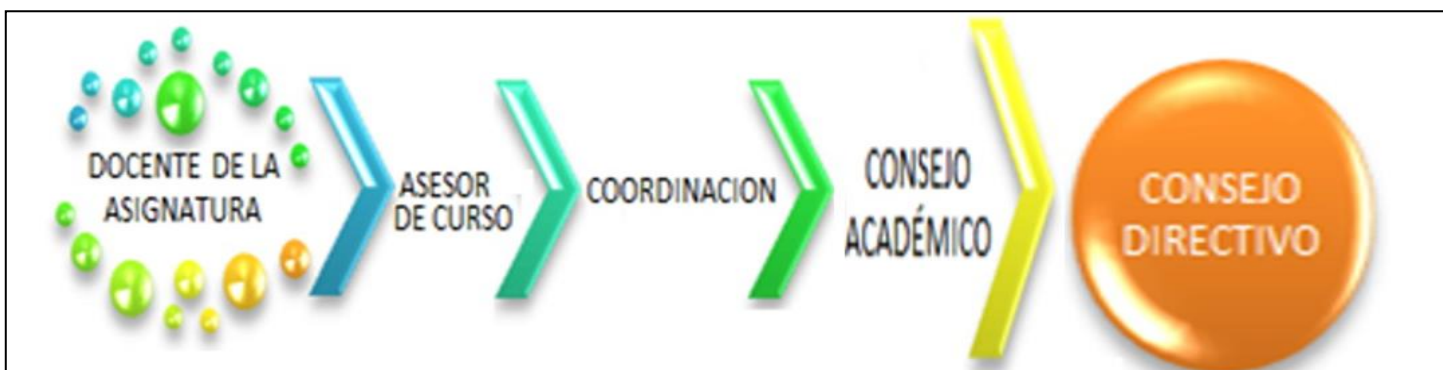 DOCENTE DE LA
ASIGNATURA
ASESOR
DE CURSO
COORDINACION
CONSEJO
ACADÉMICO
CONSEJO
DIRECTIVO